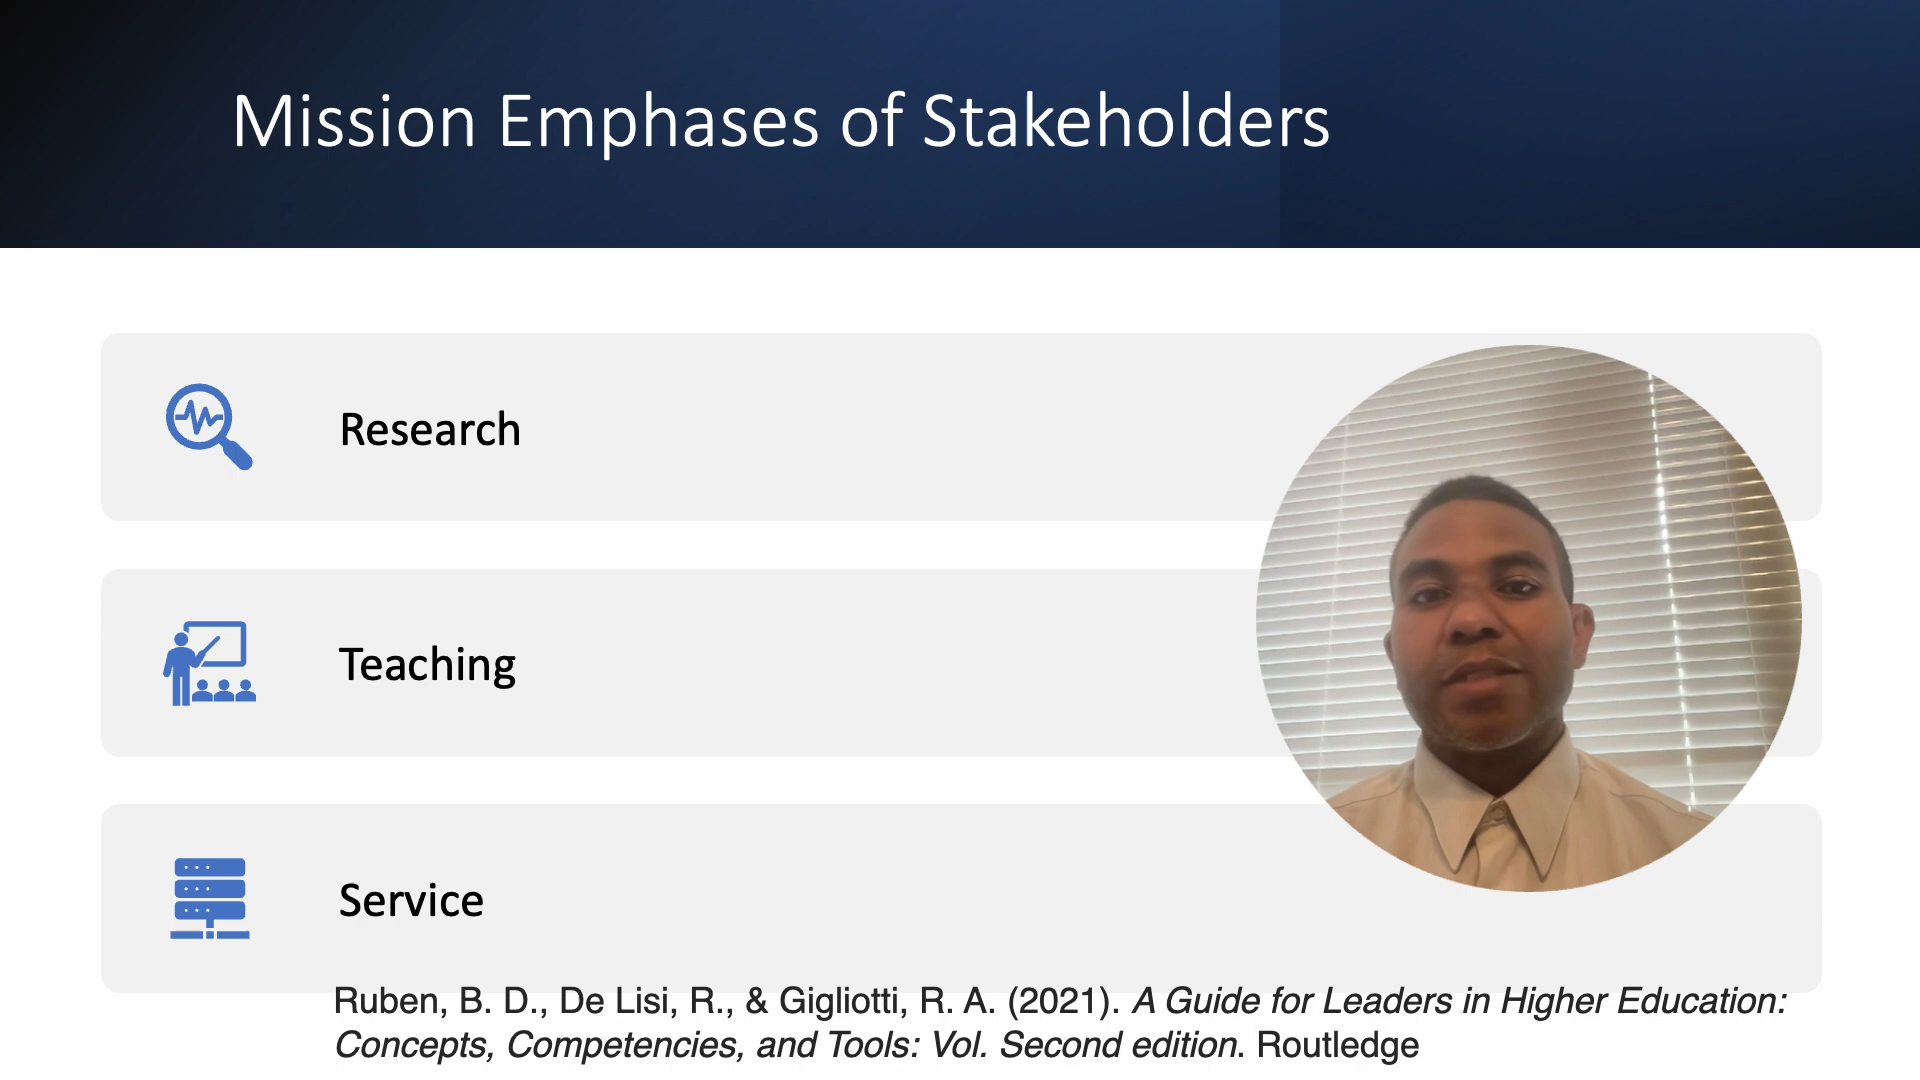 Mission Emphases of Stakeholders
Research
Teaching
Service
Ruben, B. D., De Lisi, R., & Gigliotti, R. A. (2021). A Guide for Leaders in Higher Education:
Concepts, Competencies, and Tools: Vol. Second edition. Routledge